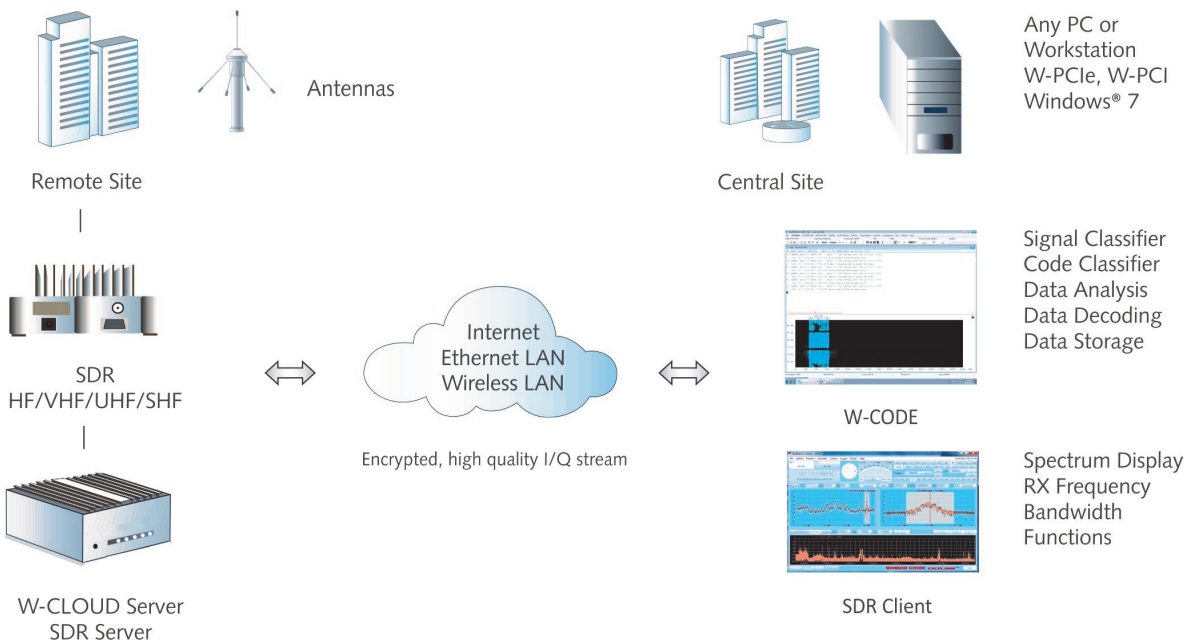 Antennas
Remote Site
SDR
HF/VHF/UHF/SHF
W-CLOUD Server
SDR Server
Internet
Ethernet LAN
Wireless LAN
Encrypted, high quality I/Q stream
Central Site
Any PC or
Workstation
W-PCIe, W-PCI
Windows® 7
W-CODE
Signal Classifier
Code Classifier
Data Analysis
Data Decoding
Data Storage
SDR Client
Spectrum Display
RX Frequency
Bandwidth
Functions